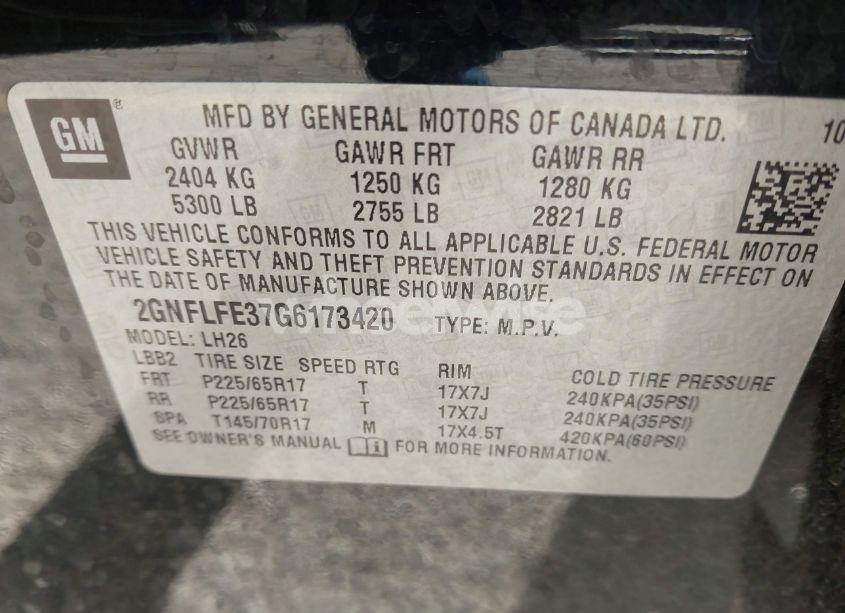 GM
®
MFD BY GENERAL MOTORS OF CANADA LTD.
10
GVWR GAWR FRT GAWR RR
2404 KG 1250 KG 1280 KG
5300 LB 2755 LB 2821 LB
THIS VEHICLE CONFORMS TO ALL APPLICABLE U.S. FEDERAL MOTOR
VEHICLE SAFETY AND THEFT PREVENTION STANDARDS IN EFFECT ON
THE DATE OF MANUFACTURE SHOWN ABOVE.
2GNFLFE37G6173420 TYPE: M.P.V.
MODEL: LH26
LBB2 TIRE SIZE SPEED RTG RIM COLD TIRE PRESSURE
FRT P225/65R17 T 17X7J 240KPA(35PSI)
RR P225/65R17 T 17X7J 240KPA(35PSI)
SPA T145/70R17 M 17X4.5T 420KPA(60PSI)
SEE OWNER'S MANUAL FOR MORE INFORMATION.